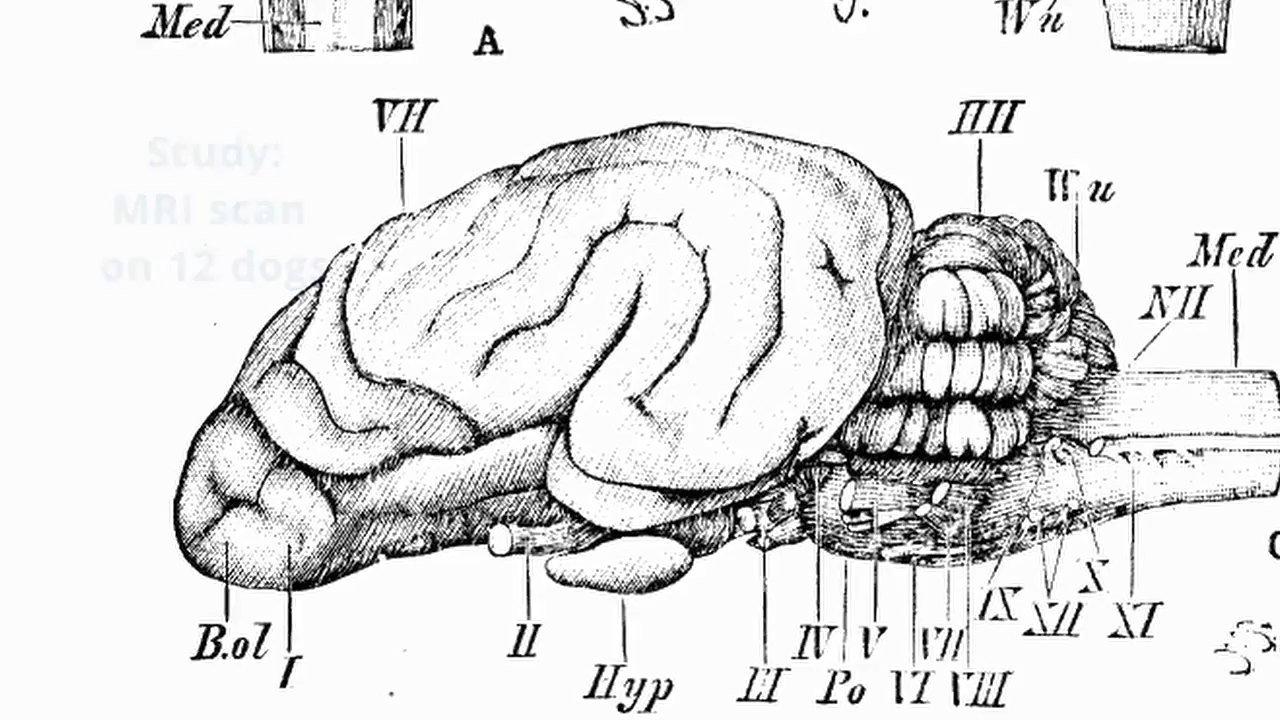 Med
A
Wu
VH
HH
Study:
MRI scan
on 12 dogs
Wu
Med
NH
B.ol
I
II
Hyp
III
IV
Po
V
VI
VII
VIII
IX
XII
X
XI